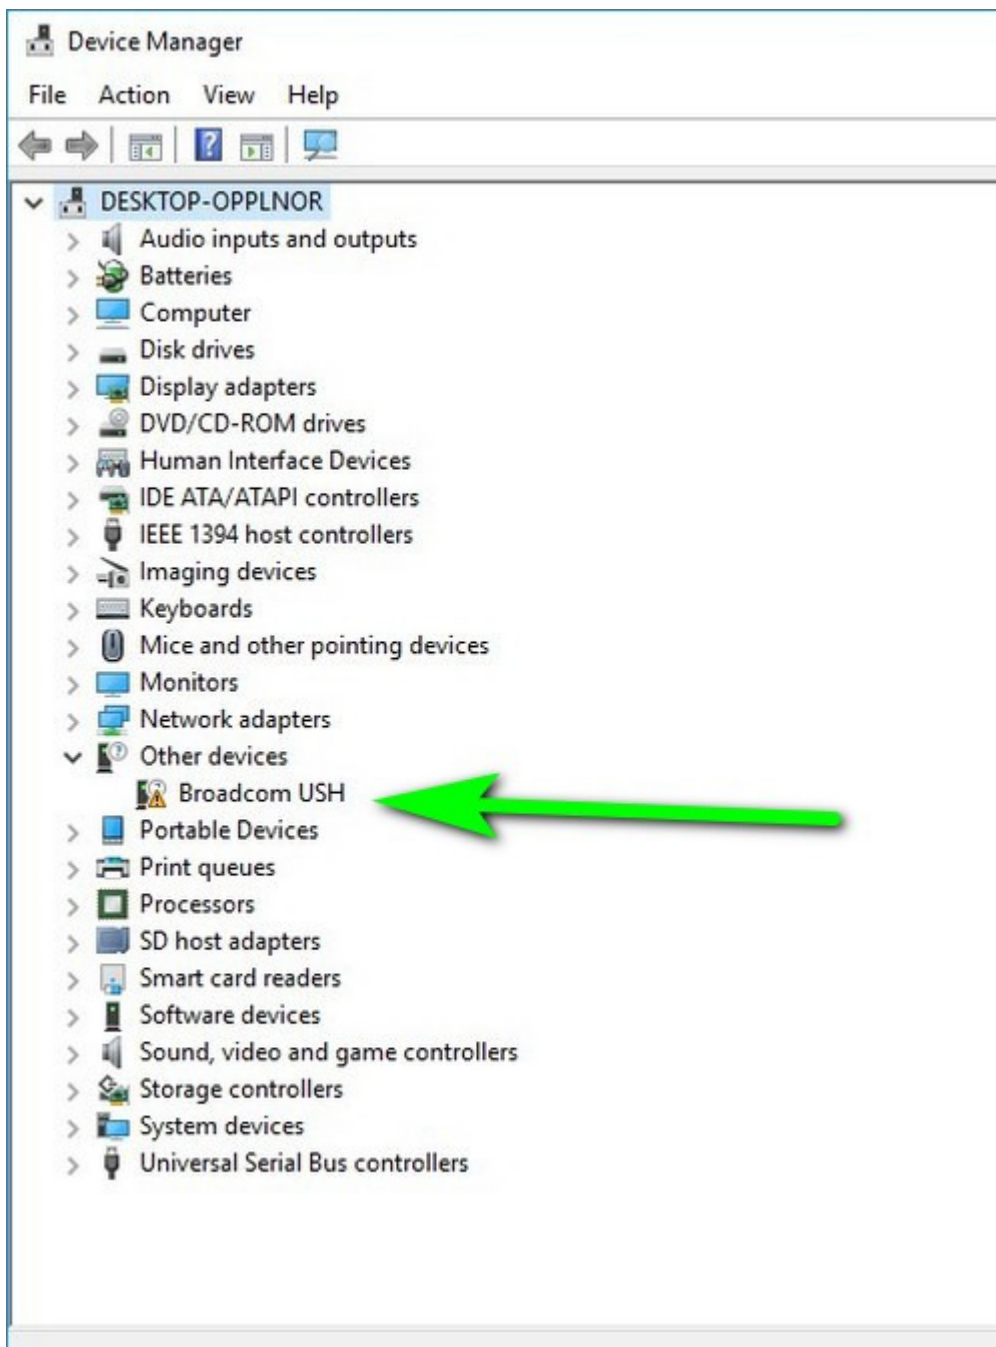 Device Manager
File Action View Help
DESKTOP-OPPLNOR
Audio inputs and outputs
Batteries
Computer
Disk drives
Display adapters
DVD/CD-ROM drives
Human Interface Devices
IDE ATA/ATAPI controllers
IEEE 1394 host controllers
Imaging devices
Keyboards
Mice and other pointing devices
Monitors
Network adapters
Other devices
Broadcom USH
Portable Devices
Print queues
Processors
SD host adapters
Smart card readers
Software devices
Sound, video and game controllers
Storage controllers
System devices
Universal Serial Bus controllers